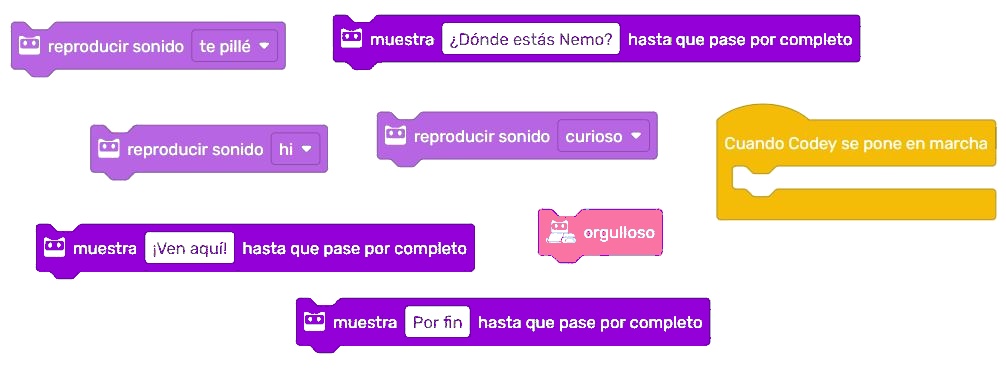 reproducir sonido te pillé
muestra ¿Dónde estás Nemo? hasta que pase por completo
reproducir sonido hi
reproducir sonido curioso
Cuando Codey se pone en marcha
muestra ¡Ven aquí! hasta que pase por completo
orgulloso
muestra Por fin hasta que pase por completo